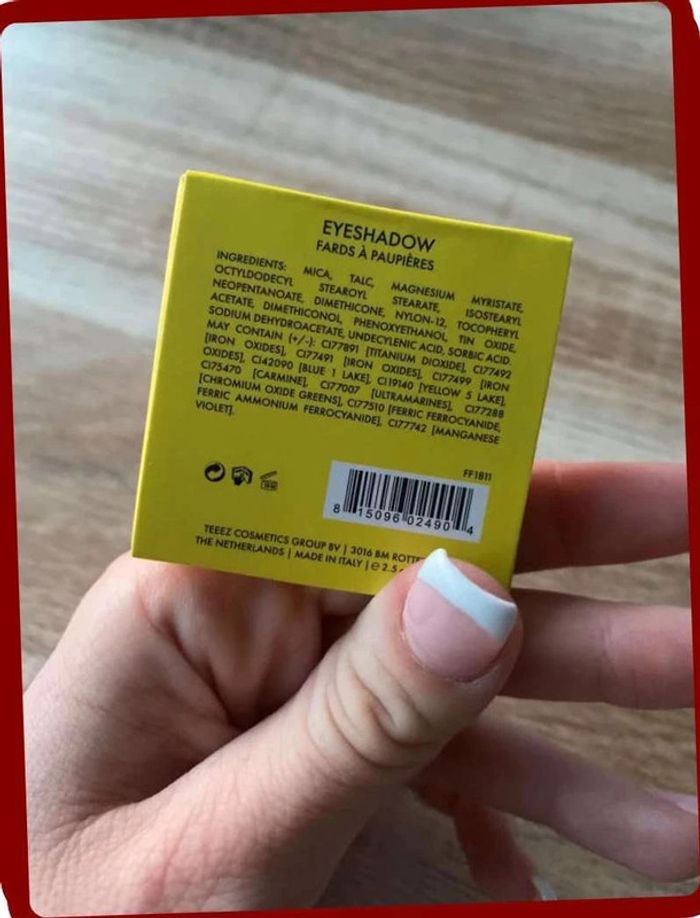 EYESHADOW
FARDS À PAUPIÈRES
INGREDIENTS: MICA, TALC, MAGNESIUM MYRISTATE,
OCTYLDODECYL STEAROYL STEARATE, ISOSTEARYL
NEOPENTANOATE, DIMETHICONE, NYLON-12, TOCOPHERYL
ACETATE, DIMETHICONOL, PHENOXYETHANOL, TIN OXIDE,
SODIUM DEHYDROACETATE, UNDECYLENIC ACID, SORBIC ACID.
MAY CONTAIN (+/-): CI77891 [TITANIUM DIOXIDE], CI77492
[IRON OXIDES], CI77491 [IRON OXIDES], CI77499 [IRON
OXIDES], CI42090 [BLUE 1 LAKE], CI19140 [YELLOW 5 LAKE],
CI75470 [CARMINE], CI77007 [ULTRAMARINES], CI77288
[CHROMIUM OXIDE GREENS], CI77510 [FERRIC FERROCYANIDE,
FERRIC AMMONIUM FERROCYANIDE], CI77742 [MANGANESE
VIOLET].
FF1811
8 15096 02490 4
TEEEZ COSMETICS GROUP BV | 3016 BM
THE NETHERLANDS | MADE IN ITALY | e 2.5